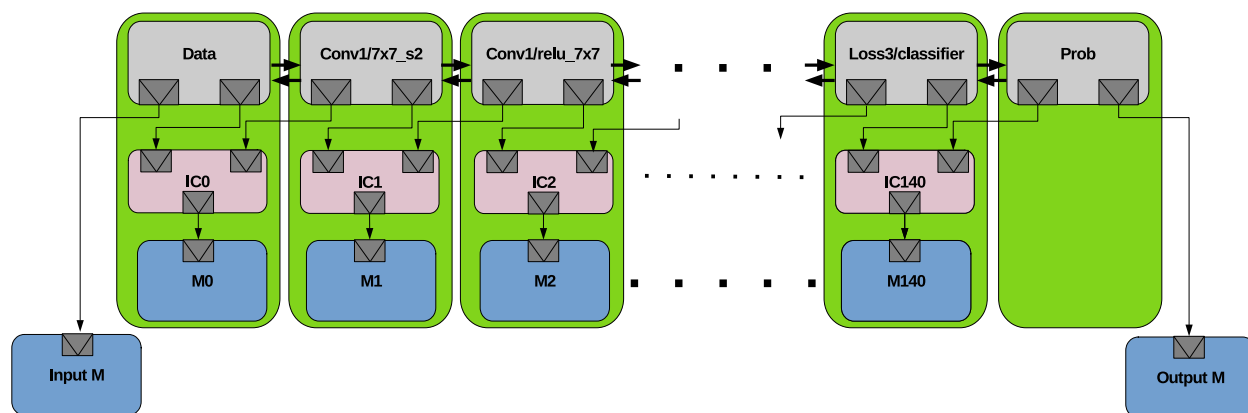 Data
Conv1/7x7_s2
Conv1/relu_7x7
Loss3/classifier
Prob
IC0
IC1
IC2
IC140
M0
M1
M2
M140
Input M
Output M